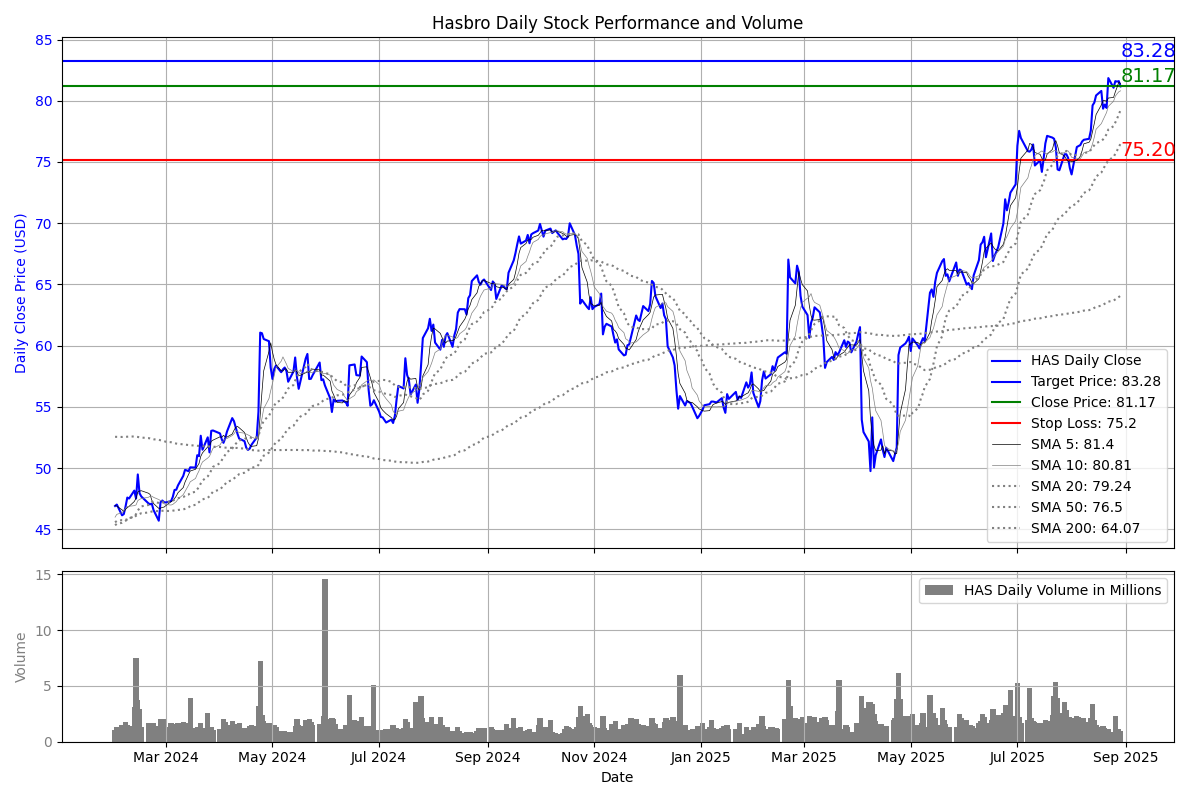 Hasbro Daily Stock Performance and Volume
85
80
75
70
65
60
55
50
45
Daily Close Price (USD)
83.28
81.17
75.20
HAS Daily Close
Target Price: 83.28
Close Price: 81.17
Stop Loss: 75.2
SMA 5: 81.4
SMA 10: 80.81
SMA 20: 79.24
SMA 50: 76.5
SMA 200: 64.07
15
10
5
0
Volume
HAS Daily Volume in Millions
Mar 2024 May 2024 Jul 2024 Sep 2024 Nov 2024 Jan 2025 Mar 2025 May 2025 Jul 2025 Sep 2025
Date